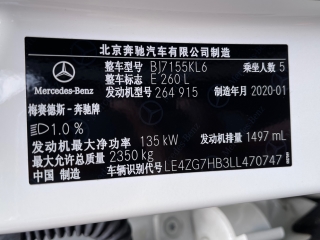 北京奔驰汽车有限公司制造
整车型号 BJ7155KL6 乘坐人数 5
整车型号 E 260 L
Mercedes-Benz 发动机型号 264 915 制造年月 2020-01
梅赛德斯-奔驰牌
1.0 %
发动机最大净功率 135 kW 发动机排量 1497 mL
最大允许总质量 2350 kg
中国 制造 车辆识别代号 LE4ZG7HB3LL470747